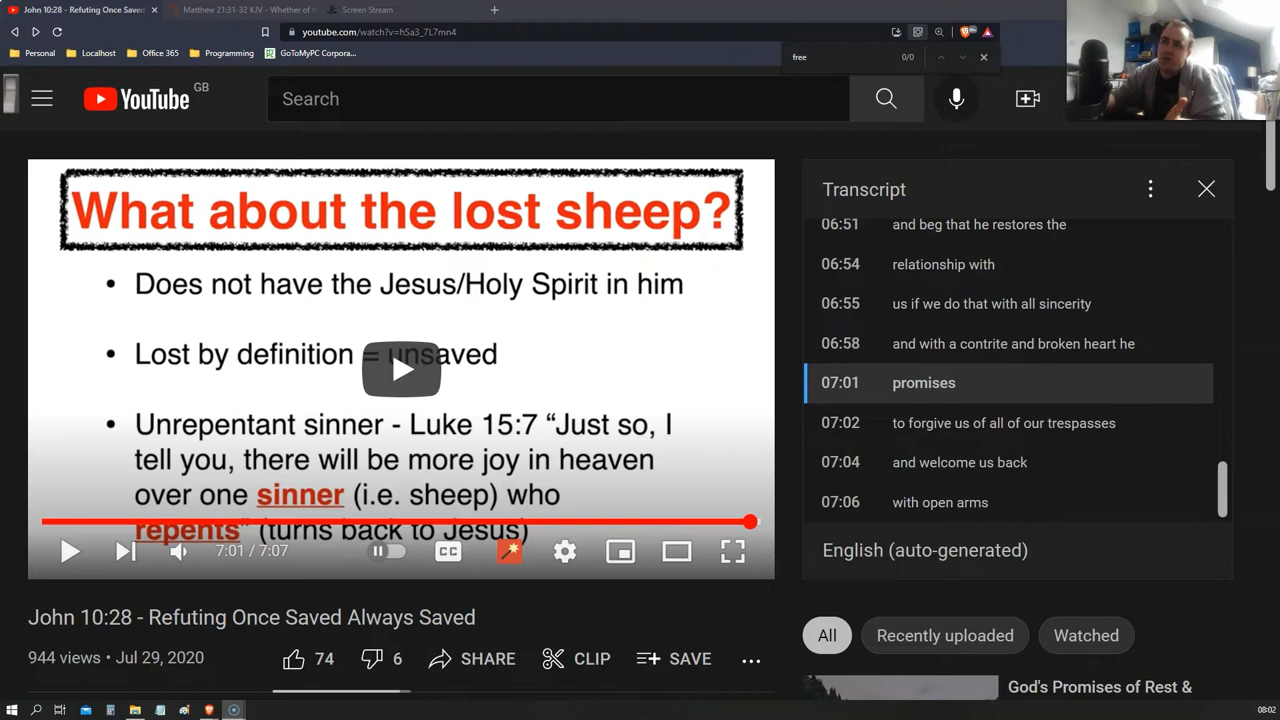 John 10:28 - Refuting Once Saved
Matthew 21:31-32 KJV - Whether of th
Screen Stream
youtube.com/watch?v=hSa3_7L7mn4
Personal
Localhost
Office 365
Programming
GoToMyPC Corpora...
free
0/0
YouTube
GB
Search
What about the lost sheep?
• Does not have the Jesus/Holy Spirit in him
• Lost by definition = unsaved
• Unrepentant sinner - Luke 15:7 “Just so, I
tell you, there will be more joy in heaven
over one sinner (i.e. sheep) who
repents” (turns back to Jesus)
7:01 / 7:07
CC
Transcript
06:51 and beg that he restores the
06:54 relationship with
06:55 us if we do that with all sincerity
06:58 and with a contrite and broken heart he
07:01 promises
07:02 to forgive us of all of our trespasses
07:04 and welcome us back
07:06 with open arms
English (auto-generated)
John 10:28 - Refuting Once Saved Always Saved
944 views • Jul 29, 2020
74
6
SHARE
CLIP
SAVE
All
Recently uploaded
Watched
God's Promises of Rest &
08:02